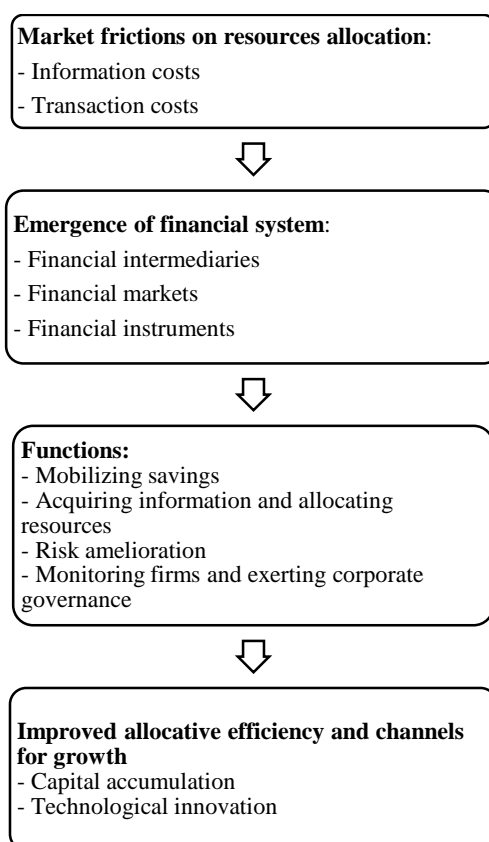 Market frictions on resources allocation:
- Information costs
- Transaction costs
Emergence of financial system:
- Financial intermediaries
- Financial markets
- Financial instruments
Functions:
- Mobilizing savings
- Acquiring information and allocating
resources
- Risk amelioration
- Monitoring firms and exerting corporate
governance
Improved allocative efficiency and channels
for growth
- Capital accumulation
- Technological innovation